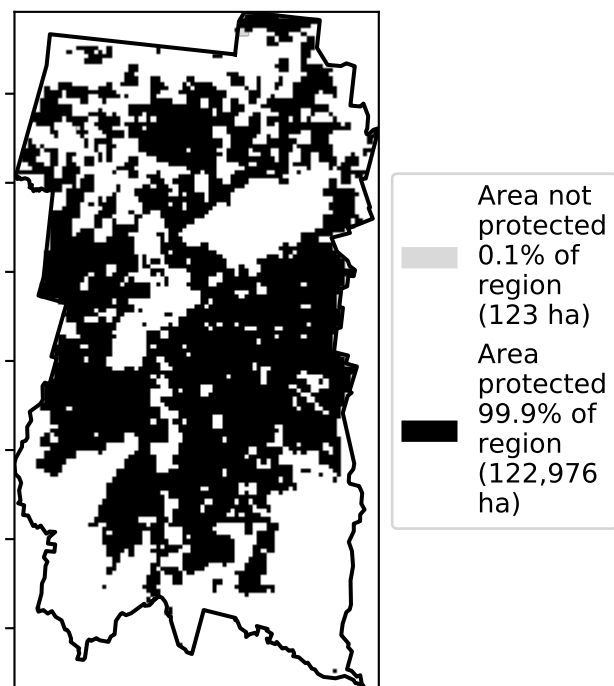 Area not
protected
0.1% of
region
(123 ha)
Area
protected
99.9% of
region
(122,976
ha)